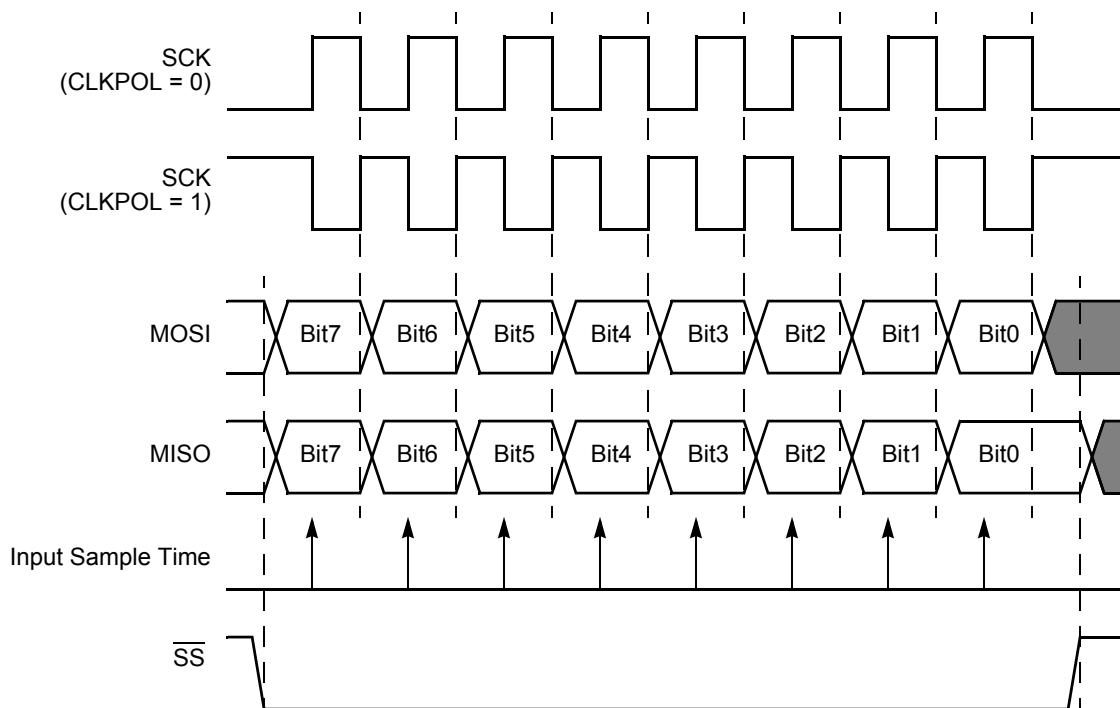 SCK
(CLKPOL = 0)
SCK
(CLKPOL = 1)
MOSI
Bit7 Bit6 Bit5 Bit4 Bit3 Bit2 Bit1 Bit0
MISO
Bit7 Bit6 Bit5 Bit4 Bit3 Bit2 Bit1 Bit0
Input Sample Time
S̅S̅